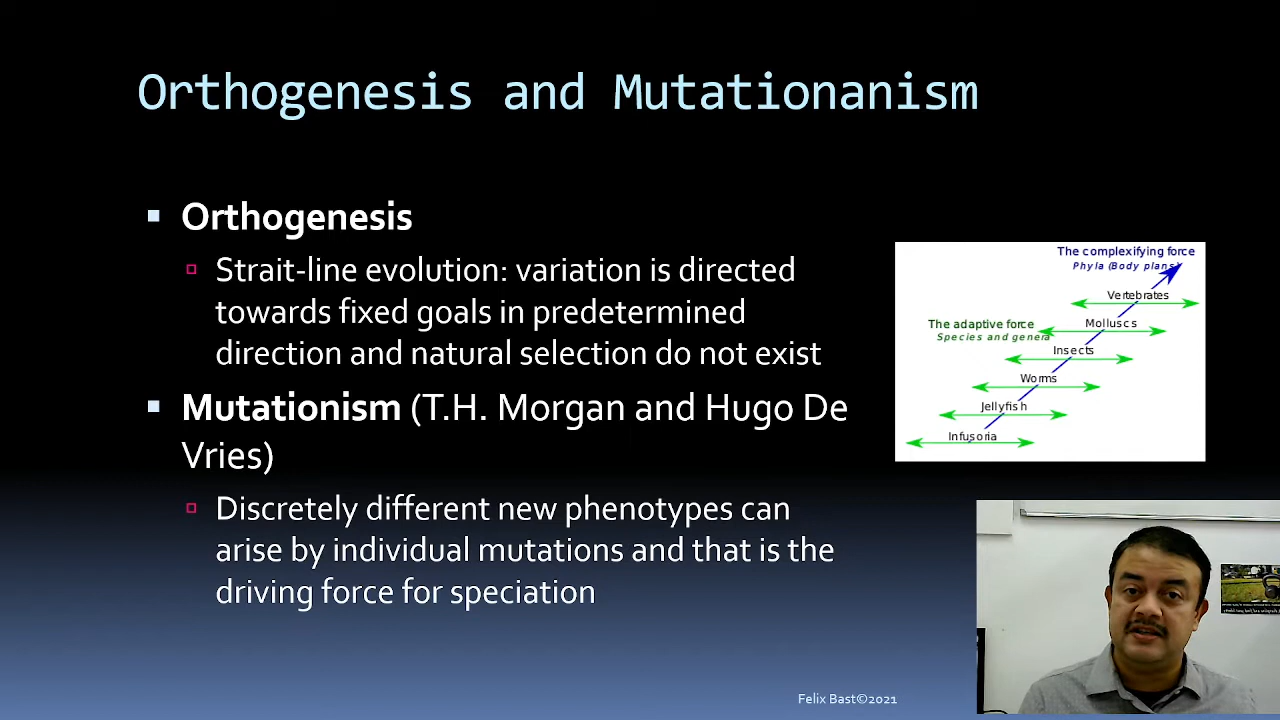 Orthogenesis and Mutationanism
Orthogenesis
Strait-line evolution: variation is directed
towards fixed goals in predetermined
direction and natural selection do not exist
Mutationism (T.H. Morgan and Hugo De
Vries)
Discretely different new phenotypes can
arise by individual mutations and that is the
driving force for speciation
The complexifying force
Phyla (Body plans)
Vertebrates
The adaptive force
Species and genera
Molluscs
Insects
Worms
Jellyfish
Infusoria
Felix Bast©2021